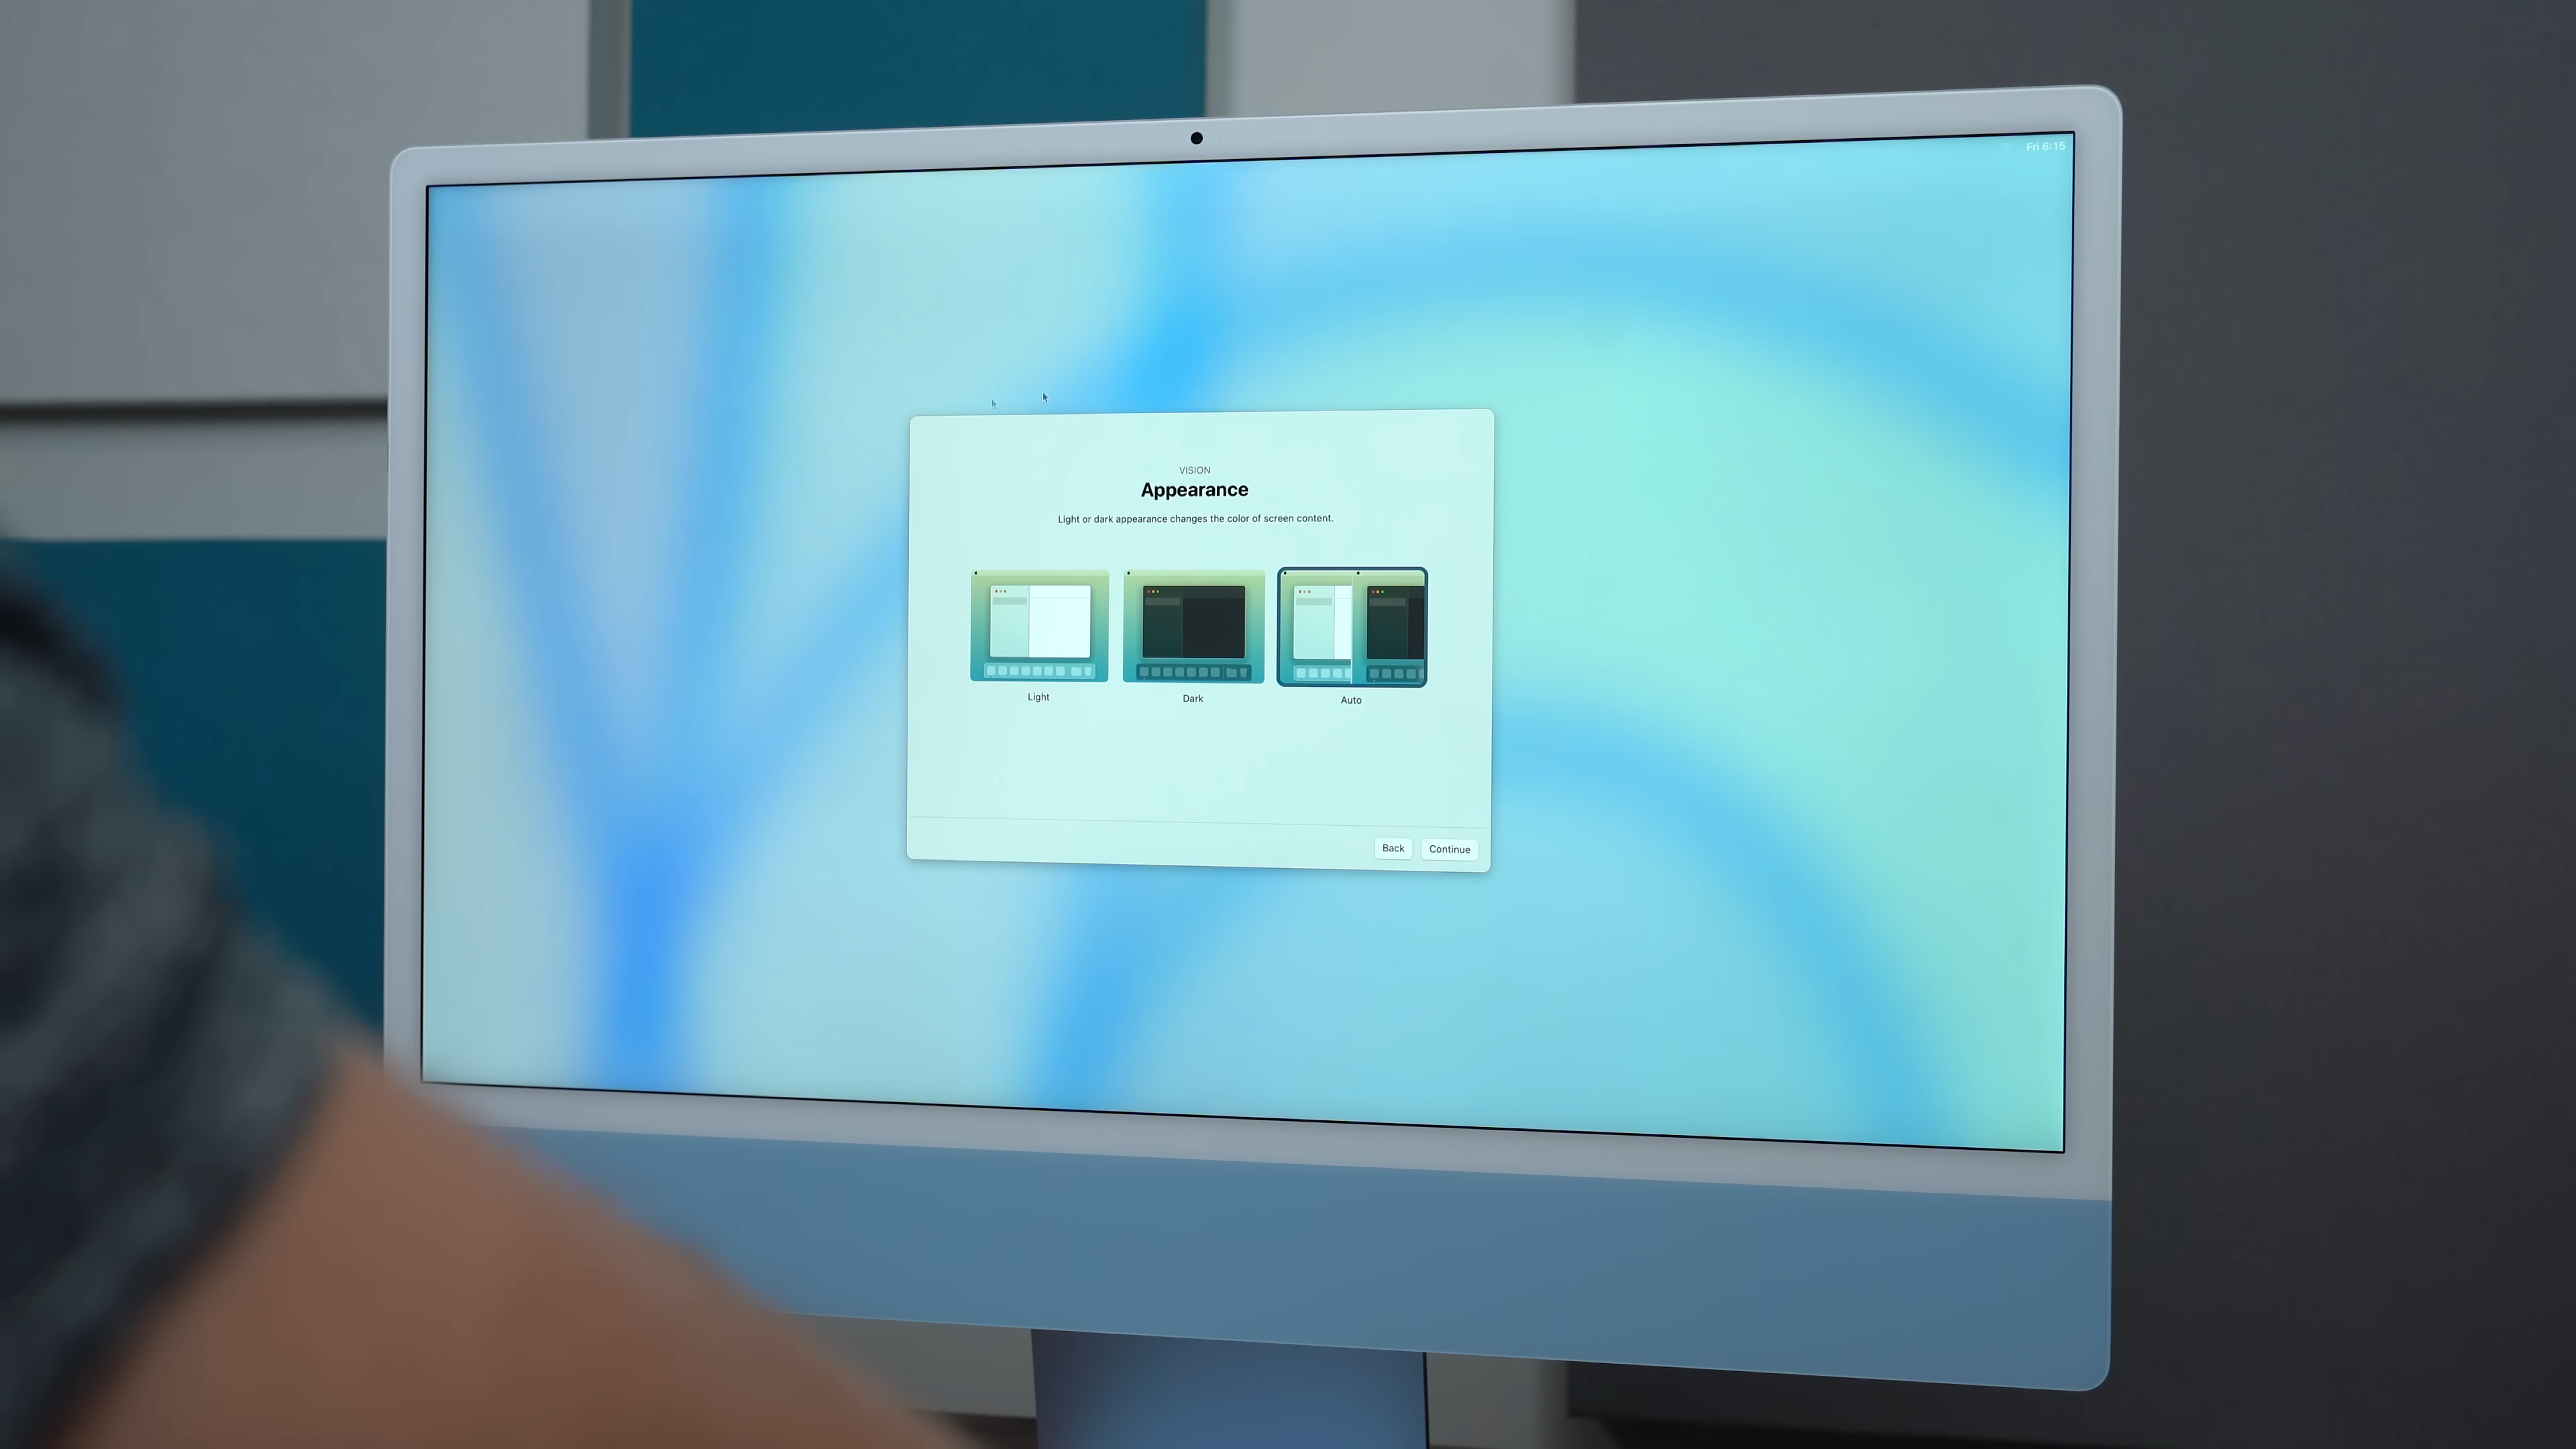 Fri 6:15
VISION
Appearance
Light or dark appearance changes the color of screen content.
Light Dark Auto
Back Continue